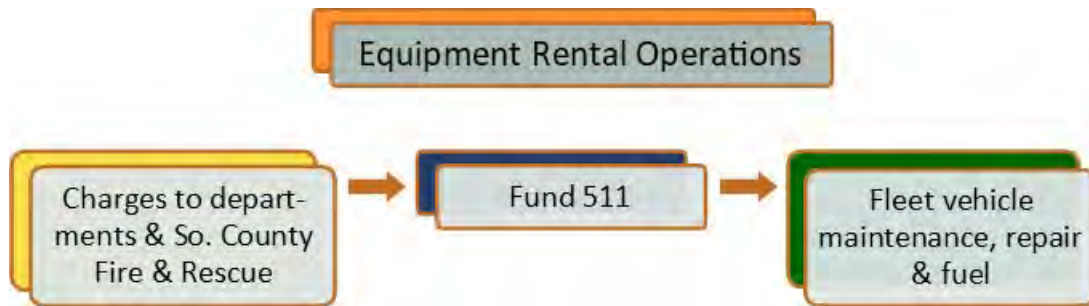 Equipment Rental Operations
Charges to depart-
ments & So. County
Fire & Rescue
Fund 511
Fleet vehicle
maintenance, repair
& fuel